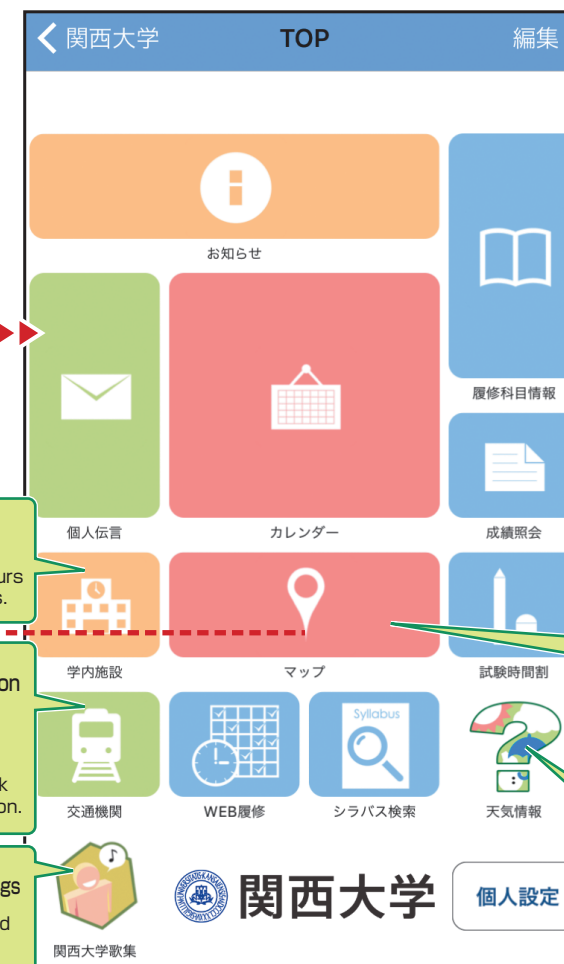 関西大学 TOP 編集
お知らせ
履修科目情報
個人伝言 カレンダー 成績照会
urs
s.
学内施設 マップ 試験時間割
on
k
on.
Syllabus
交通機関 WEB履修 シラバス検索 天気情報
gs
d
関西大学 個人設定
関西大学歌集